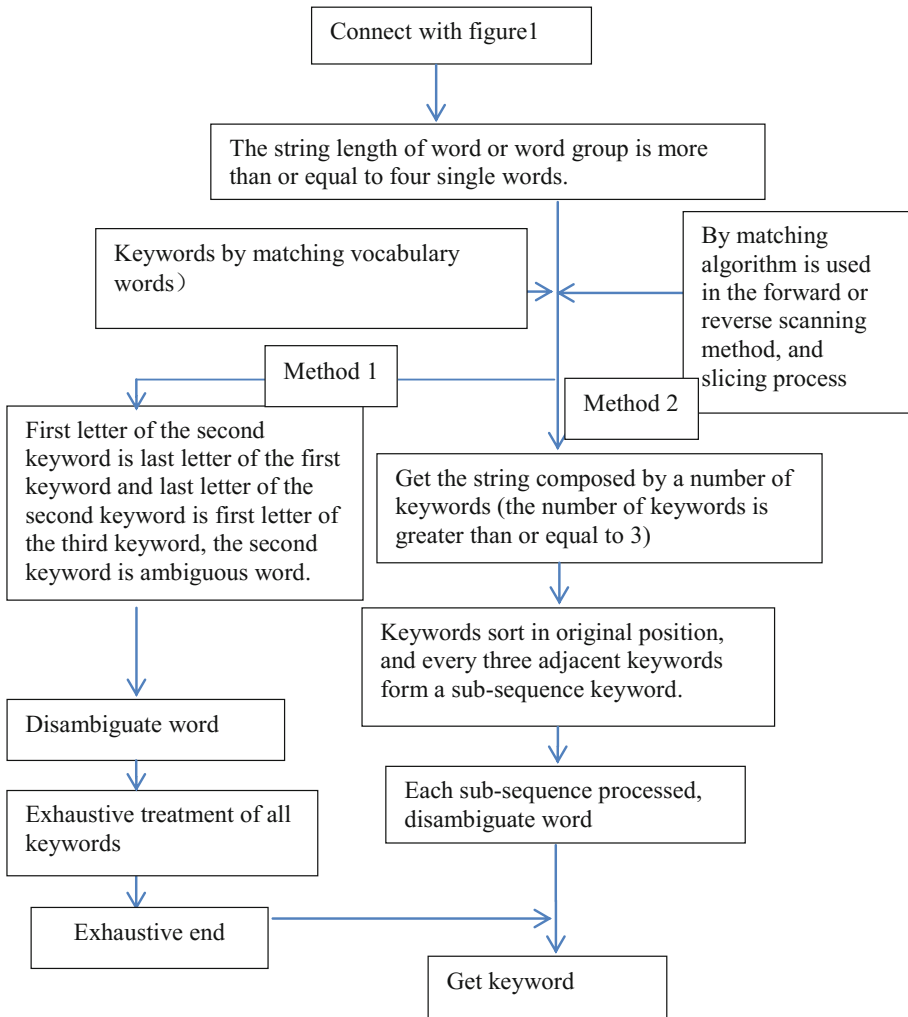 Connect with figure1
The string length of word or word group is more
than or equal to four single words.
Keywords by matching vocabulary
words）
By matching
algorithm is used
in the forward or
reverse scanning
method, and
slicing process
Method 1
Method 2
First letter of the second
keyword is last letter of the first
keyword and last letter of the
second keyword is first letter of
the third keyword, the second
keyword is ambiguous word.
Get the string composed by a number of
keywords (the number of keywords is
greater than or equal to 3)
Keywords sort in original position,
and every three adjacent keywords
form a sub-sequence keyword.
Disambiguate word
Each sub-sequence processed,
disambiguate word
Exhaustive treatment of all
keywords
Exhaustive end
Get keyword